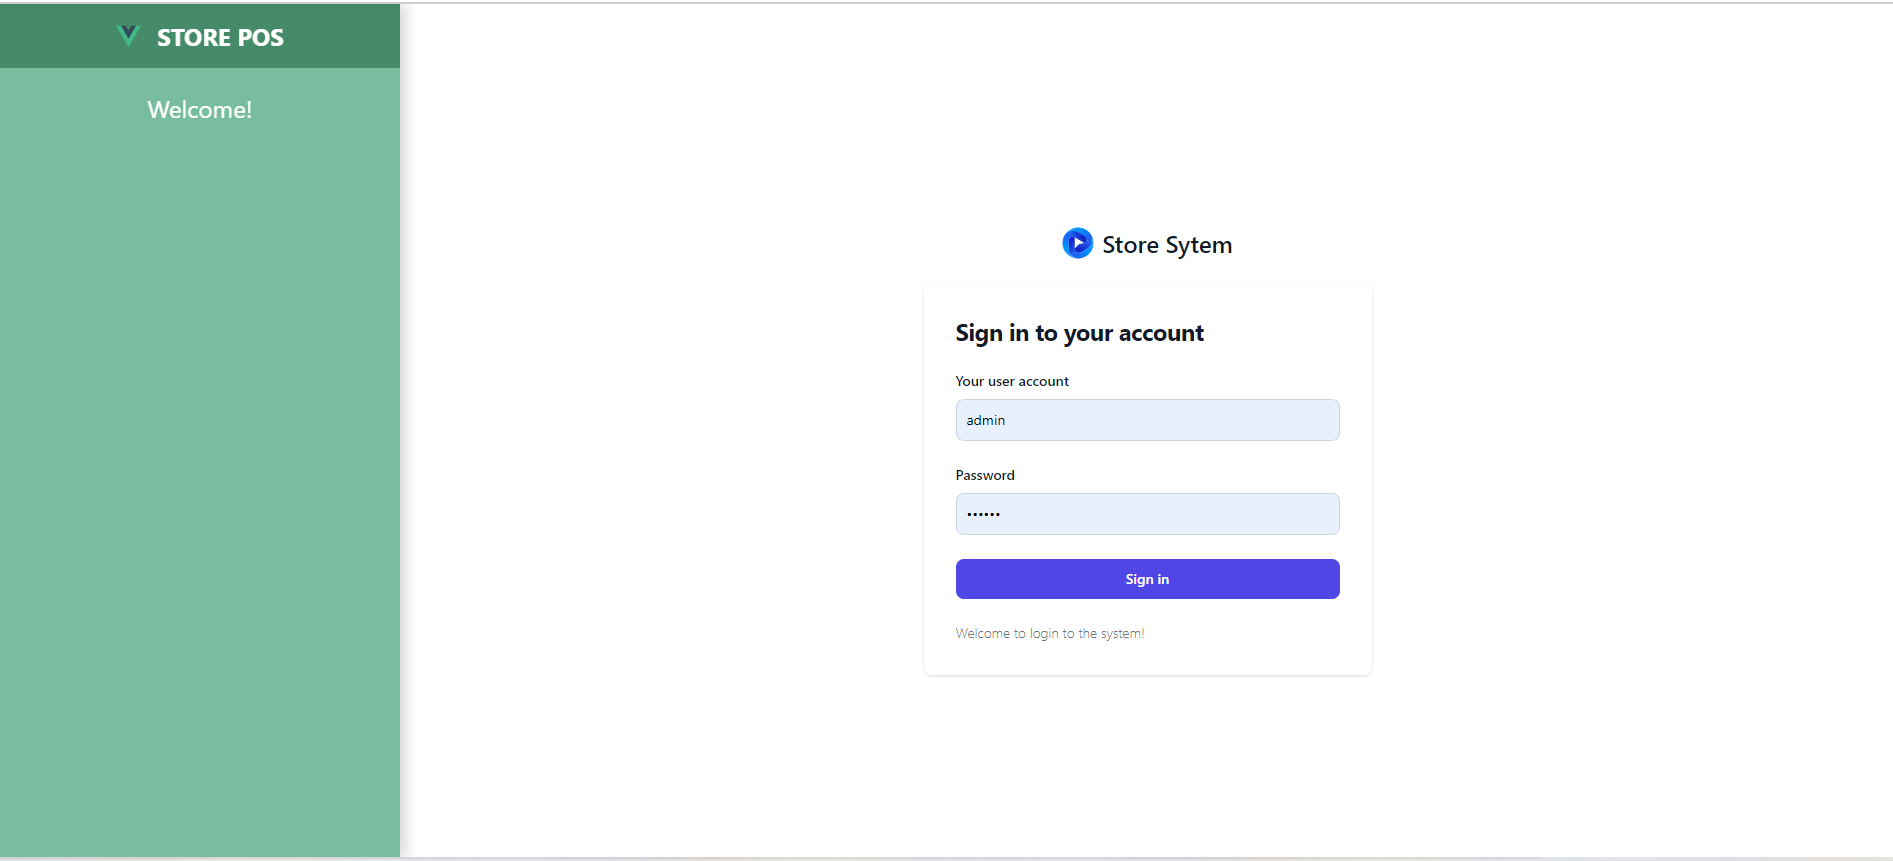 STORE POS
Welcome!
Store Sytem
Sign in to your account
Your user account
admin
Password
••••••
Sign in
Welcome to login to the system!